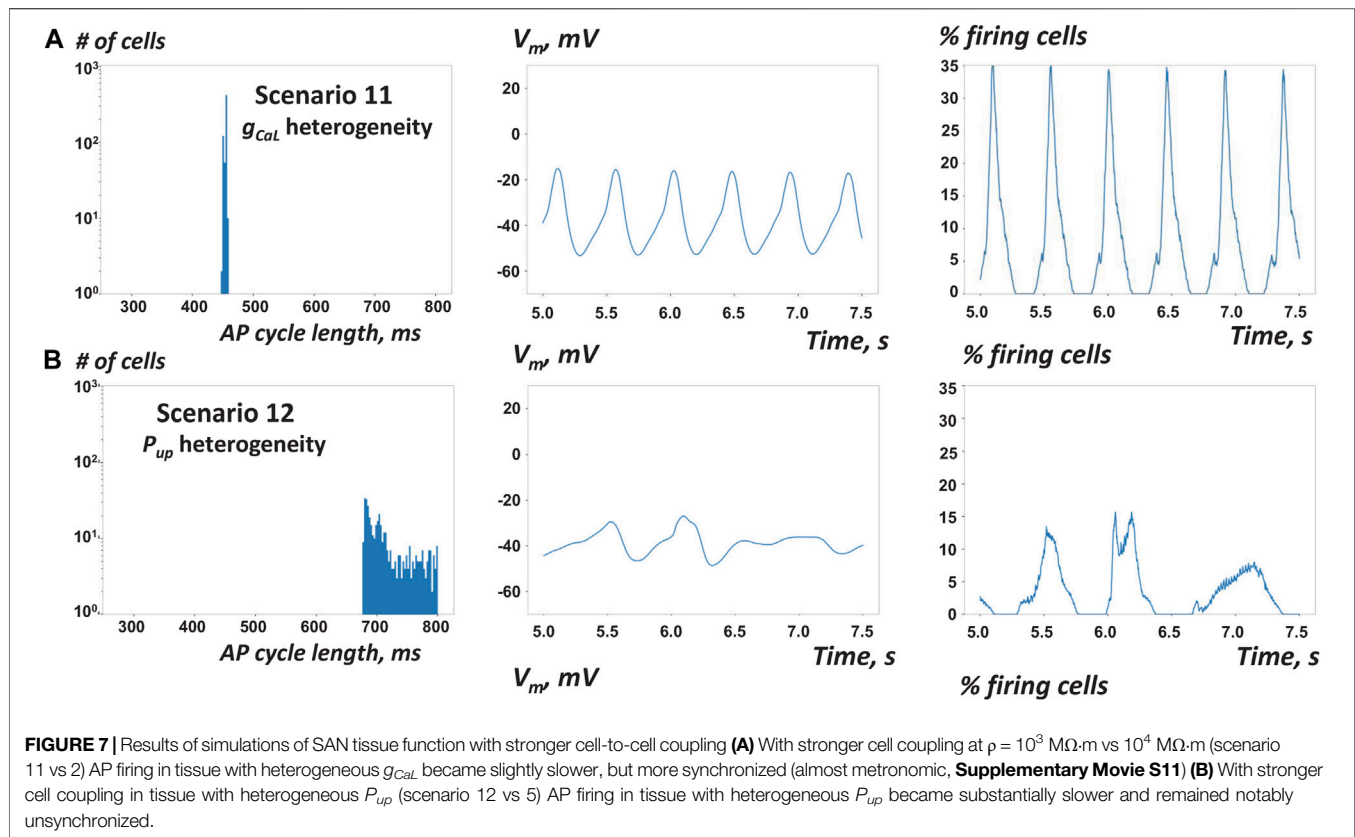 A # of cells
10³
10²
10¹
10⁰
Scenario 11
g_CaL heterogeneity
300 400 500 600 700 800
AP cycle length, ms
V_m, mV
20
0
-20
-40
-60
5.0 5.5 6.0 6.5 7.0 7.5
Time, s
% firing cells
35
30
25
20
15
10
5
0
5.0 5.5 6.0 6.5 7.0 7.5
Time, s
B # of cells
10³
10²
10¹
10⁰
Scenario 12
P_up heterogeneity
300 400 500 600 700 800
AP cycle length, ms
V_m, mV
20
0
-20
-40
-60
5.0 5.5 6.0 6.5 7.0 7.5
Time, s
V_m, mV
% firing cells
35
30
25
20
15
10
5
0
5.0 5.5 6.0 6.5 7.0 7.5
Time, s
% firing cells
FIGURE 7 | Results of simulations of SAN tissue function with stronger cell-to-cell coupling (A) With stronger cell coupling at ρ = 10³ MΩ·m vs 10⁴ MΩ·m (scenario
11 vs 2) AP firing in tissue with heterogeneous g_CaL became slightly slower, but more synchronized (almost metronomic, Supplementary Movie S11) (B) With stronger
cell coupling in tissue with heterogeneous P_up (scenario 12 vs 5) AP firing in tissue with heterogeneous P_up became substantially slower and remained notably
unsynchronized.